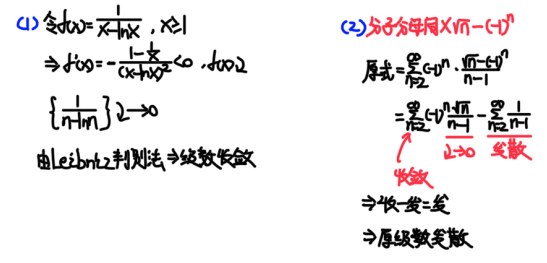 (1) 令f(x)=1/(x-lnx), x≥1
⇒f'(x)=-(1-1/x)/(x-lnx)²<0, f(x)↘
{1/(n-lnn)}↘→0
由Leibniz判别法⇒级数收敛
(2) 分子分母同×√n-(-1)^n
原式=∑_{n=2}^{∞}(-1)^n·(√n-(-1)^n)/(n-1)
=∑_{n=2}^{∞}(-1)^n √n/(n-1)-∑_{n=2}^{∞}1/(n-1)
↘→0 发散
收敛
⇒收-发=发
⇒原级数发散